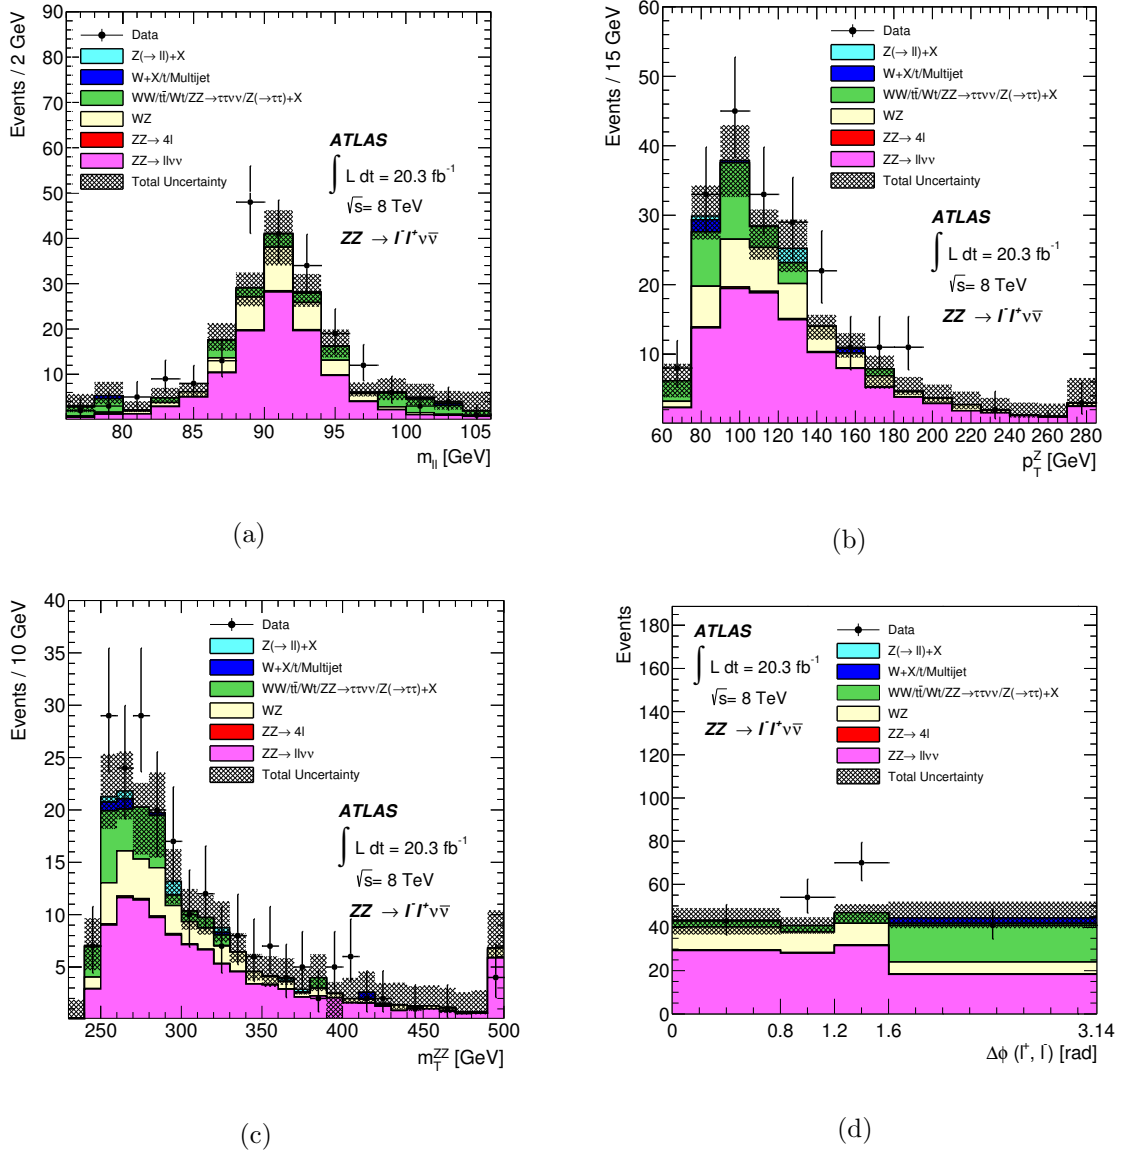 Events / 2 GeV
90
80
70
60
50
40
30
20
10
Data
Z(→ ll)+X
W+X/t/Multijet
WW/tt̄/Wt/ZZ→ττνν/Z(→ττ)+X
WZ
ZZ→ 4l
ZZ→ llνν
Total Uncertainty
ATLAS
∫ L dt = 20.3 fb⁻¹
√s= 8 TeV
ZZ → l⁻l⁺νν̄
80 85 90 95 100 105
m_ll [GeV]
(a)
Events / 15 GeV
60
50
40
30
20
10
Data
Z(→ ll)+X
W+X/t/Multijet
WW/tt̄/Wt/ZZ→ττνν/Z(→ττ)+X
WZ
ZZ→ 4l
ZZ→ llνν
Total Uncertainty
ATLAS
∫ L dt = 20.3 fb⁻¹
√s= 8 TeV
ZZ → l⁻l⁺νν̄
60 80 100 120 140 160 180 200 220 240 260 280
p_T^Z [GeV]
(b)
Events / 10 GeV
40
35
30
25
20
15
10
5
Data
Z(→ ll)+X
W+X/t/Multijet
WW/tt̄/Wt/ZZ→ττνν/Z(→ττ)+X
WZ
ZZ→ 4l
ZZ→ llνν
Total Uncertainty
ATLAS
∫ L dt = 20.3 fb⁻¹
√s= 8 TeV
ZZ → l⁻l⁺νν̄
250 300 350 400 450 500
m_T^ZZ [GeV]
(c)
Events
180
160
140
120
100
80
60
40
20
0
ATLAS
∫ L dt = 20.3 fb⁻¹
√s = 8 TeV
ZZ → l⁻l⁺νν̄
Data
Z(→ ll)+X
W+X/t/Multijet
WW/tt̄/Wt/ZZ→ττνν/Z(→ττ)+X
WZ
ZZ→ 4l
ZZ→ llνν
Total Uncertainty
0 0.8 1.2 1.6 3.14
Δϕ (l⁺, l⁻) [rad]
(d)